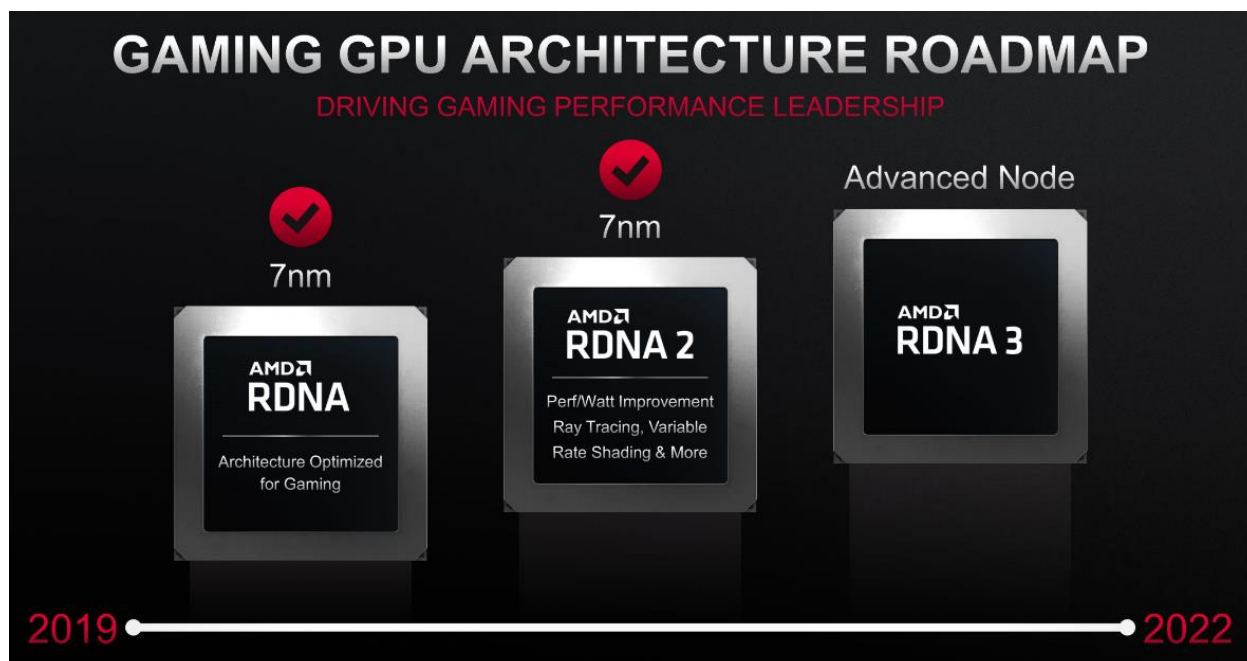 GAMING GPU ARCHITECTURE ROADMAP
DRIVING GAMING PERFORMANCE LEADERSHIP
7nm
AMD
RDNA
Architecture Optimized
for Gaming
7nm
AMD
RDNA 2
Perf/Watt Improvement
Ray Tracing, Variable
Rate Shading & More
Advanced Node
AMD
RDNA 3
2019
2022